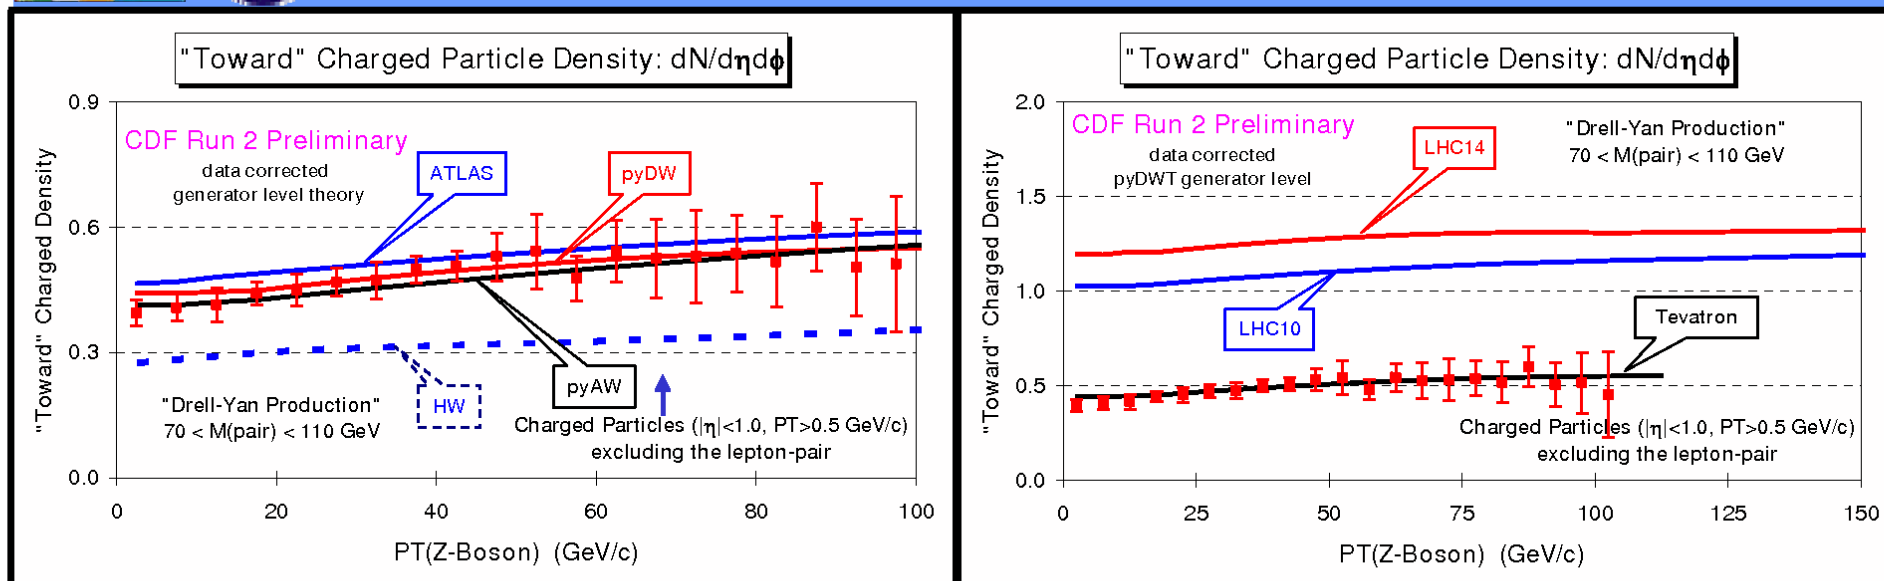 "Toward" Charged Particle Density: dN/dηdϕ
0.9
CDF Run 2 Preliminary
data corrected
generator level theory
ATLAS
pyDW
0.6
"Toward" Charged Density
0.3
pyAW
HW
"Drell-Yan Production"
70 < M(pair) < 110 GeV
Charged Particles (|η|<1.0, PT>0.5 GeV/c)
excluding the lepton-pair
0.0
0 20 40 60 80 100
PT(Z-Boson) (GeV/c)
"Toward" Charged Particle Density: dN/dηdϕ
2.0
CDF Run 2 Preliminary
data corrected
pyDWT generator level
LHC14
"Drell-Yan Production"
70 < M(pair) < 110 GeV
1.5
"Toward" Charged Density
1.0
LHC10
Tevatron
0.5
Charged Particles (|η|<1.0, PT>0.5 GeV/c)
excluding the lepton-pair
0.0
0 25 50 75 100 125 150
PT(Z-Boson) (GeV/c)